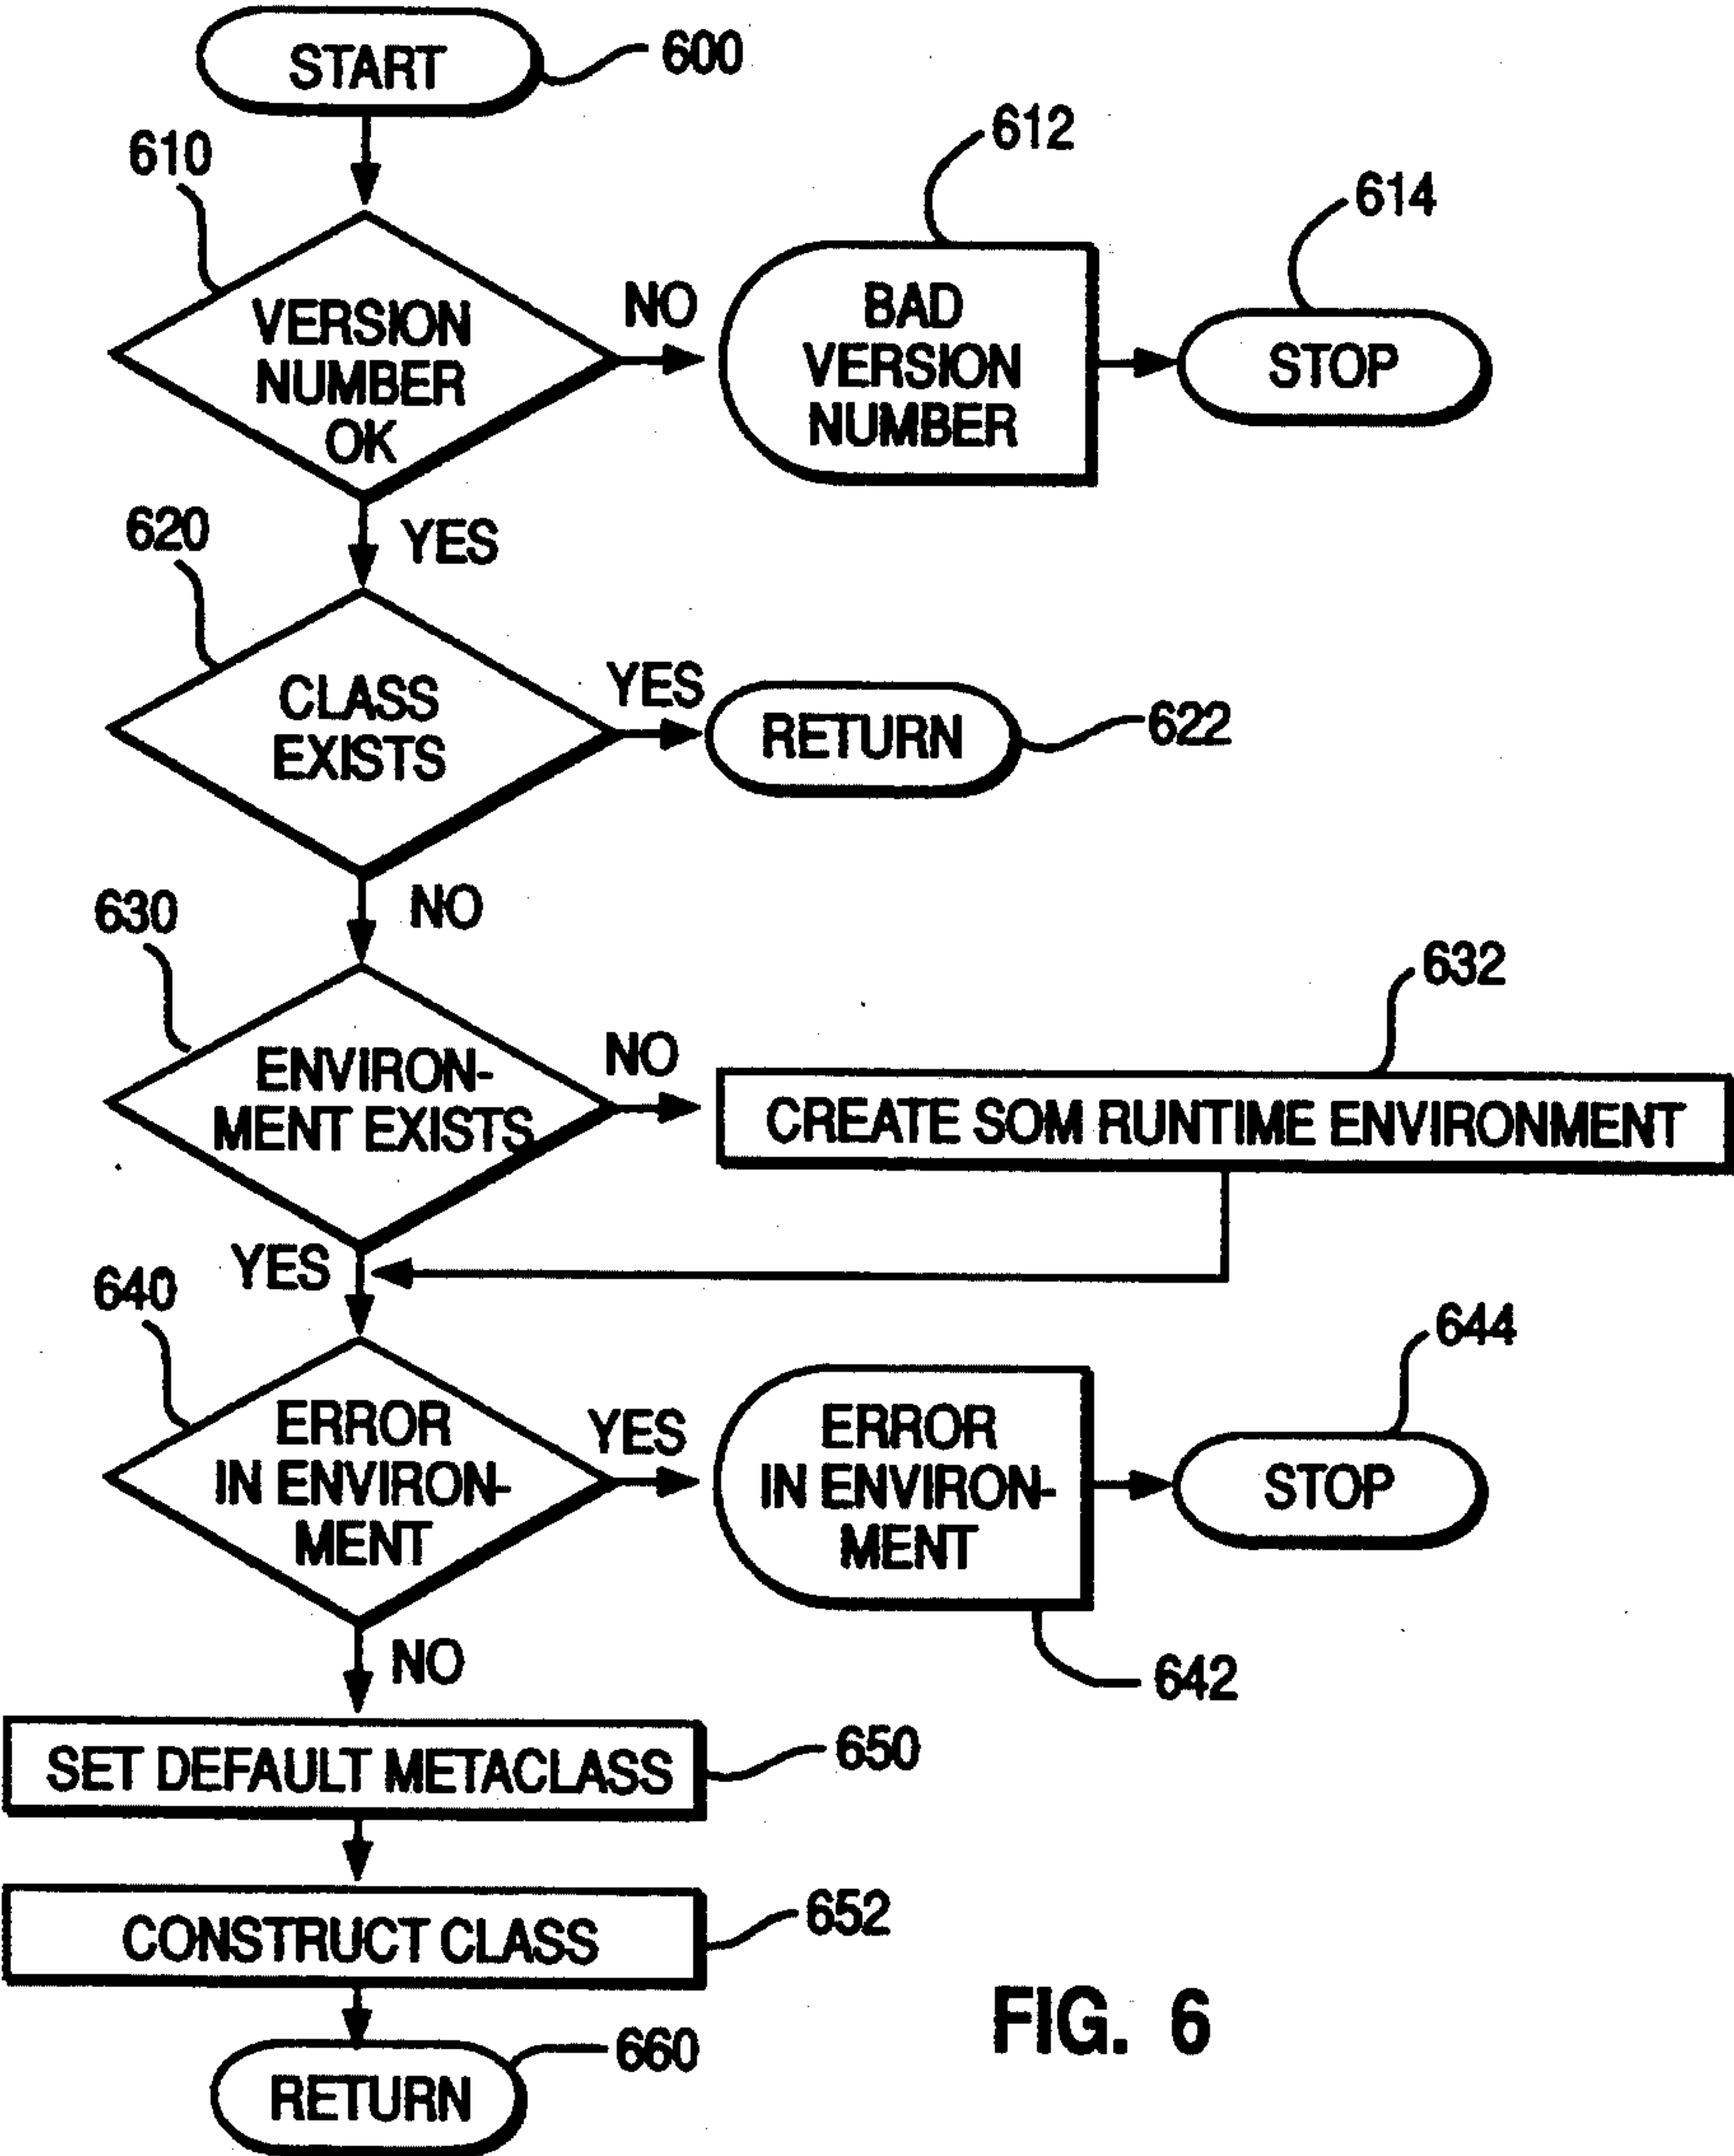 START
600
610
612
614
VERSION
NUMBER
OK
NO
BAD
VERSION
NUMBER
STOP
YES
620
CLASS
EXISTS
YES
RETURN
622
NO
630
632
ENVIRON-
MENT EXISTS
NO
CREATE SOM RUNTIME ENVIRONMENT
YES
640
644
ERROR
IN ENVIRON-
MENT
YES
ERROR
IN ENVIRON-
MENT
STOP
642
NO
SET DEFAULT METACLASS
650
CONSTRUCT CLASS
652
RETURN
660
FIG. 6